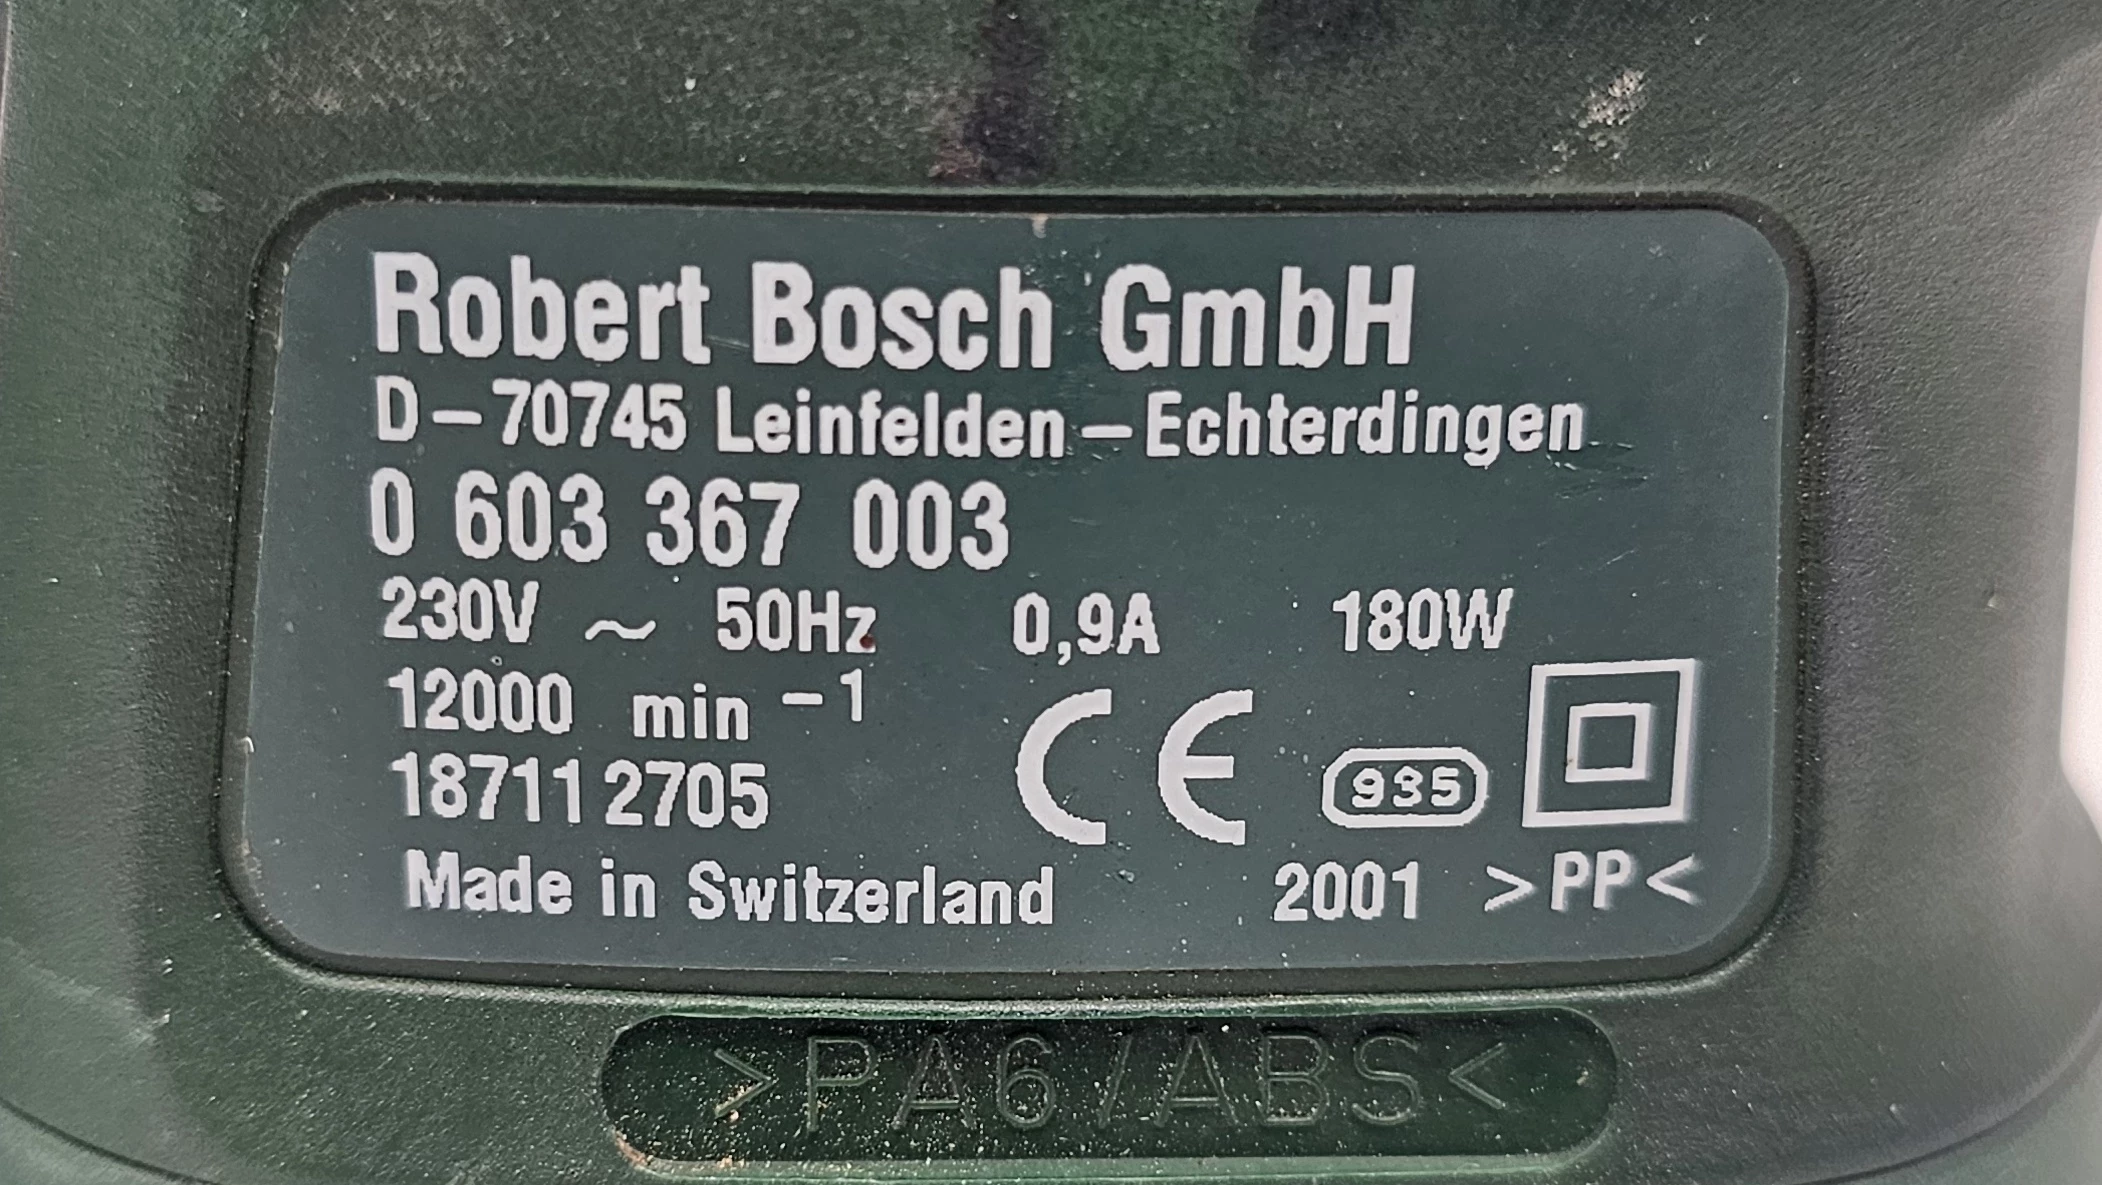 Robert Bosch GmbH
D-70745 Leinfelden-Echterdingen
0 603 367 003
230V ~ 50Hz 0,9A 180W
12000 min -1
187112705 CE 935
Made in Switzerland 2001 >PP<
>PA6/ABS<